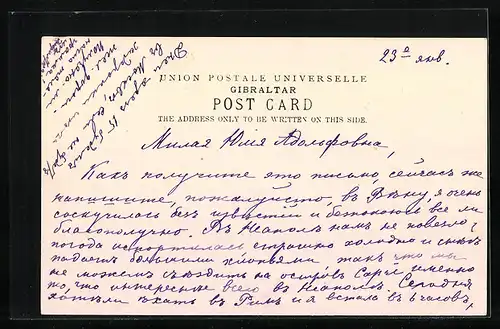 23ª янв.
UNION POSTALE UNIVERSELLE
GIBRALTAR
POST CARD
THE ADDRESS ONLY TO BE WRITTEN ON THIS SIDE.
Милая Юлія Адольфовна,
Какъ получите это письмо, сейчасъ же
напишите, пожалуйста, въ Вѣну, я очень
соскучилась безъ извѣстій и безпокоюсь все ли
благополучно. Въ Неаполѣ намъ не повезло,
погода испортилась страшно холодно и снѣгъ
падаетъ большими хлопьями такъ что мы
не можемъ съѣздить на островъ Capri именно
то, что интереснѣе всего въ Неаполѣ. Сегодня
хотѣли ѣхать въ Римъ и я встала въ 6 часовъ,